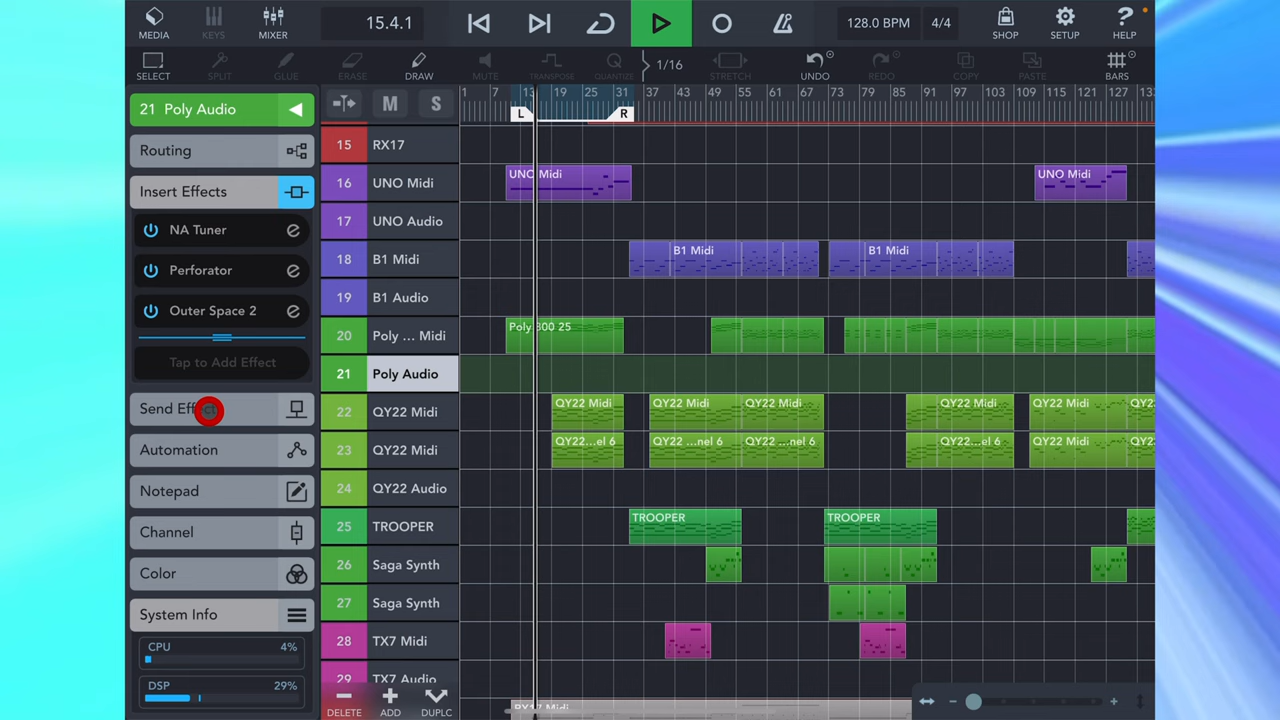 MEDIA
KEYS
MIXER
15.4.1
128.0 BPM
4/4
SHOP
SETUP
HELP
SELECT
SPLIT
GLUE
ERASE
DRAW
MUTE
TRANSPOSE
QUANTIZE
1/16
STRETCH
UNDO
REDO
COPY
PASTE
BARS
21 Poly Audio
M
S
1 7 13 19 25 31 37 43 49 55 61 67 73 79 85 91 97 103 109 115 121 127 133
L
R
Routing
Insert Effects
NA Tuner
Perforator
Outer Space 2
Tap to Add Effect
Send Effect
Automation
Notepad
Channel
Color
System Info
CPU 4%
DSP 29%
15 RX17
16 UNO Midi
UNO Midi
UNO Midi
17 UNO Audio
18 B1 Midi
B1 Midi
B1 Midi
19 B1 Audio
20 Poly ... Midi
Poly 800 25
21 Poly Audio
22 QY22 Midi
QY22 Midi
QY22 Midi
QY22 Midi
QY22 Midi
QY22 Midi
23 QY22 Midi
QY22...el 6
QY22 ...nel 6
QY22 ...nel 6
QY22...el 6
QY22 Midi
24 QY22 Audio
25 TROOPER
TROOPER
TROOPER
26 Saga Synth
27 Saga Synth
28 TX7 Midi
29 TX7 Audio
RX17 Midi
DELETE
ADD
DUPLC